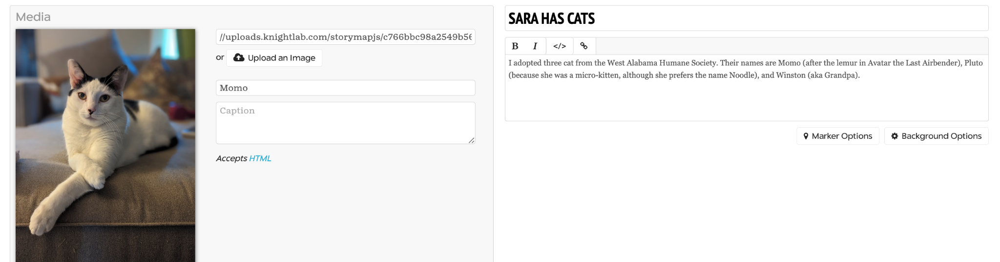 Media
//uploads.knightlab.com/storymapjs/c766bbc98a2549b5
or Upload an Image
Momo
Caption
Accepts HTML
SARA HAS CATS
B I </>
I adopted three cat from the West Alabama Humane Society. Their names are Momo (after the lemur in Avatar the Last Airbender), Pluto
(because she was a micro-kitten, although she prefers the name Noodle), and Winston (aka Grandpa).
Marker Options Background Options